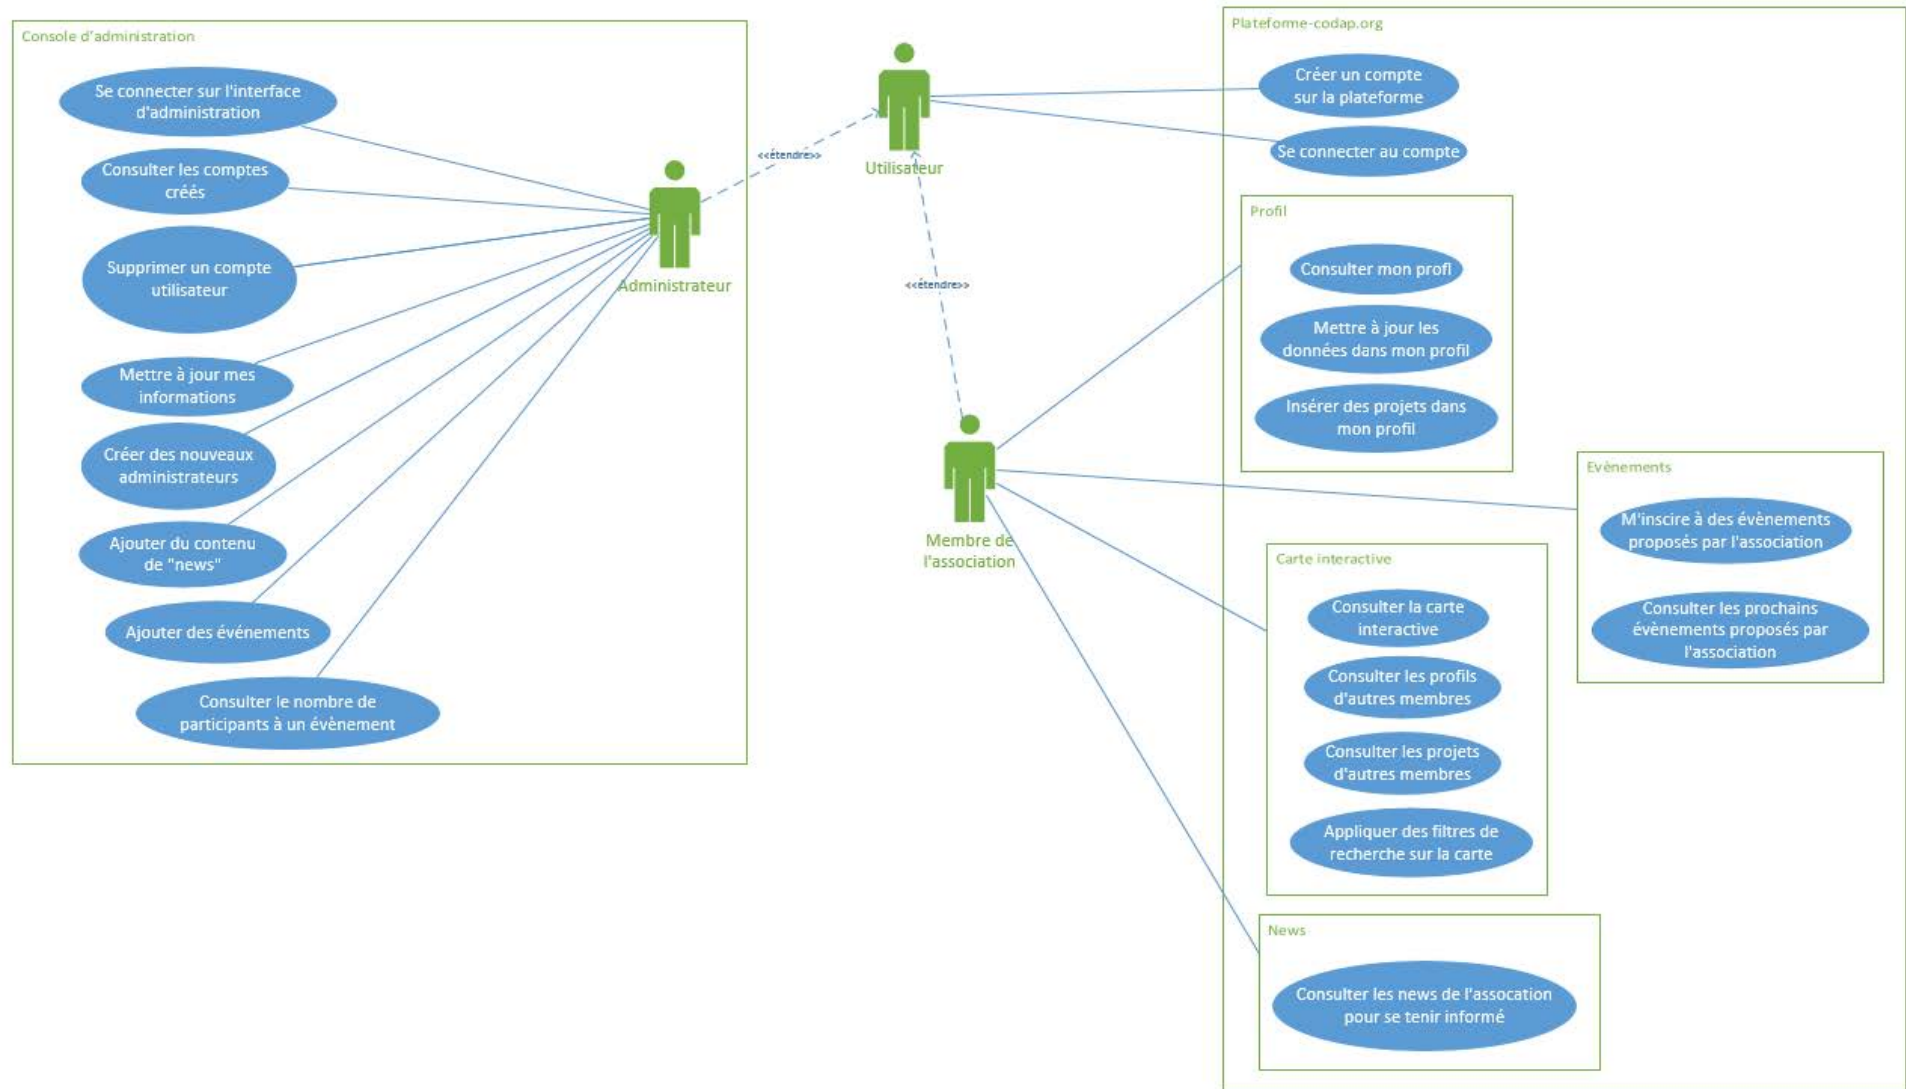 Console d'administration
Se connecter sur l'interface
d'administration
Consulter les comptes
créés
Supprimer un compte
utilisateur
Mettre à jour mes
informations
Créer des nouveaux
administrateurs
Ajouter du contenu
de "news"
Ajouter des événements
Consulter le nombre de
participants à un évènement
Administrateur
<<étendre>>
Utilisateur
<<étendre>>
Membre de
l'association
Plateforme-codap.org
Créer un compte
sur la plateforme
Se connecter au compte
Profil
Consulter mon profl
Mettre à jour les
données dans mon profil
Insérer des projets dans
mon profil
Evènements
M'inscire à des évènements
proposés par l'association
Consulter les prochains
évènements proposés par
l'association
Carte interactive
Consulter la carte
interactive
Consulter les profils
d'autres membres
Consulter les projets
d'autres membres
Appliquer des filtres de
recherche sur la carte
News
Consulter les news de l'assocation
pour se tenir informé